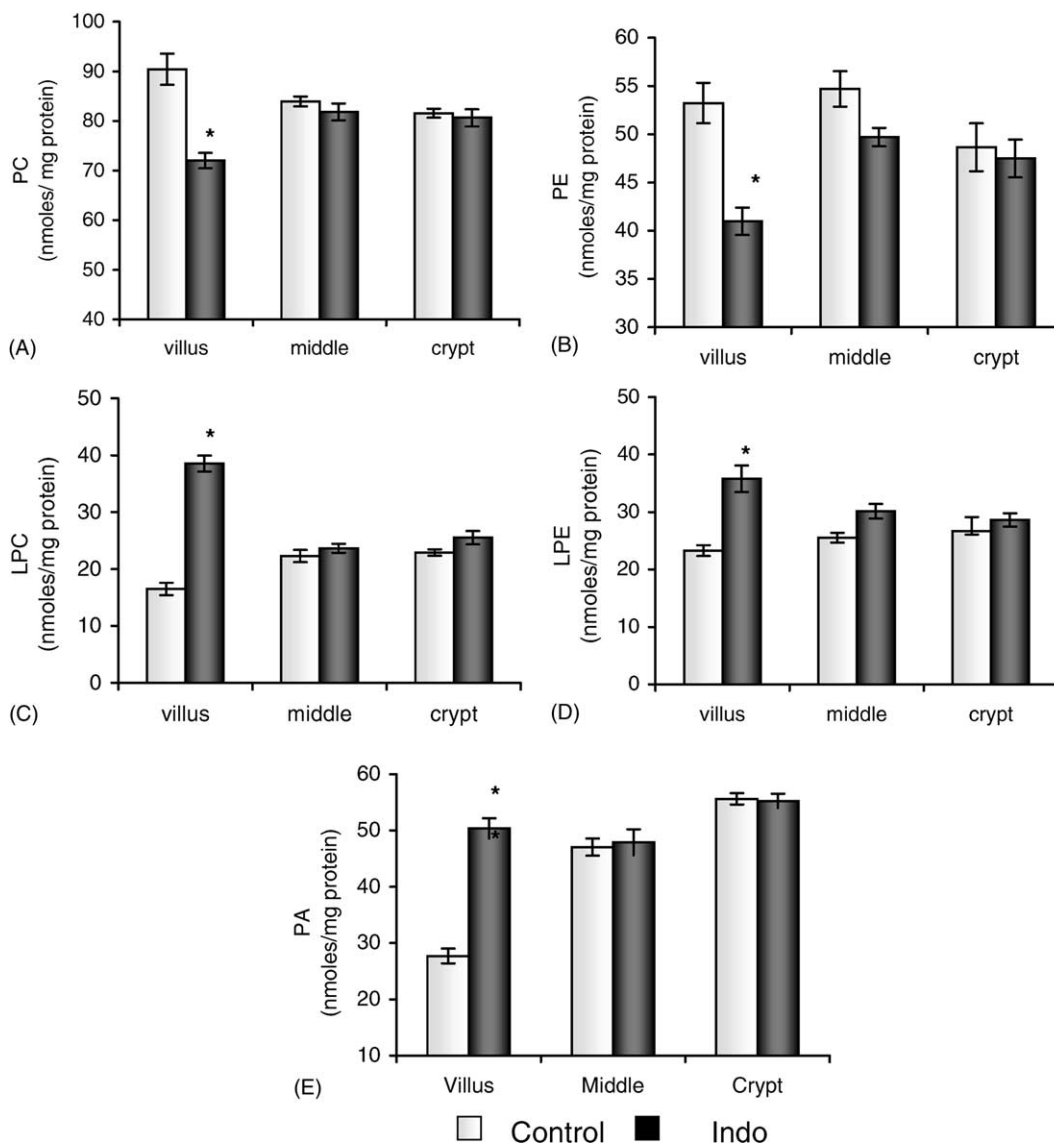 100
90
80
70
60
50
40
PC
(nmoles/ mg protein)
*
villus middle crypt
(A)
60
55
50
45
40
35
30
PE
(nmoles/mg protein)
*
villus middle crypt
(B)
50
40
30
20
10
0
LPC
(nmoles/mg protein)
*
villus middle crypt
(C)
50
40
30
20
10
0
LPE
(nmoles/mg protein)
*
villus middle crypt
(D)
60
50
40
30
20
10
PA
(nmoles/mg protein)
*
*
Villus Middle Crypt
(E)
Control Indo